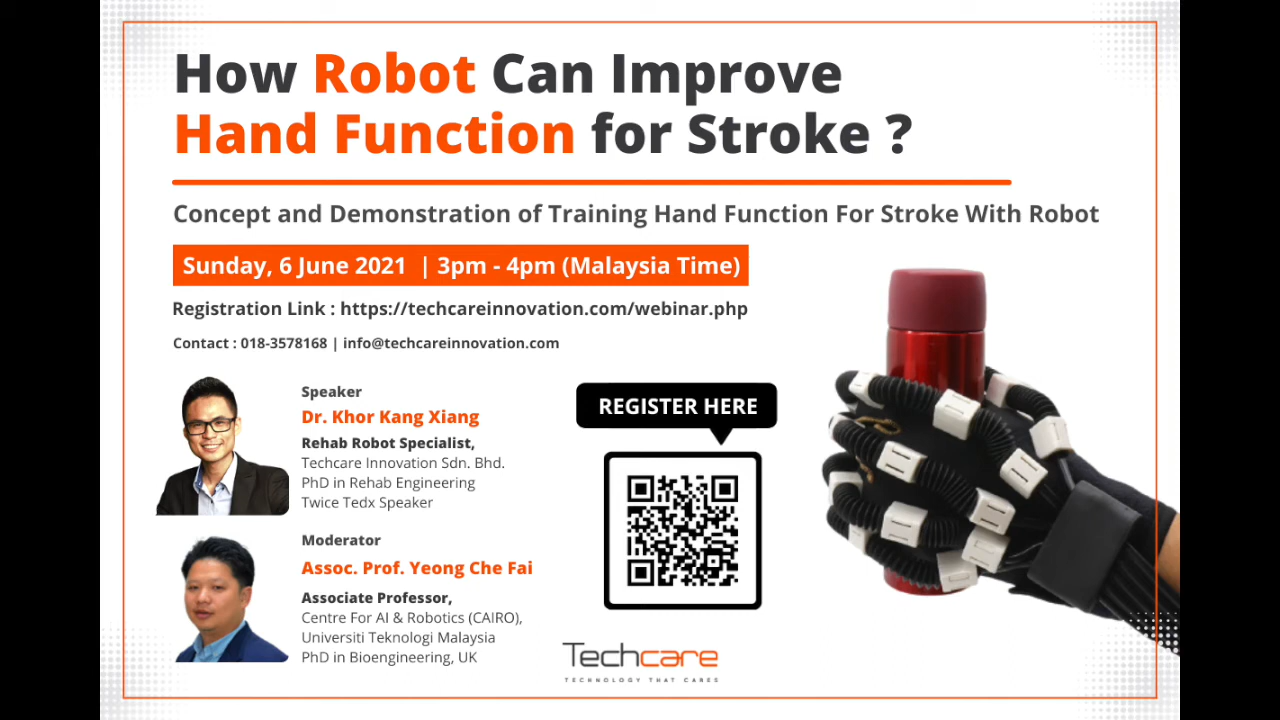 How Robot Can Improve
Hand Function for Stroke ?
Concept and Demonstration of Training Hand Function For Stroke With Robot
Sunday, 6 June 2021 | 3pm - 4pm (Malaysia Time)
Registration Link : https://techcareinnovation.com/webinar.php
Contact : 018-3578168 | info@techcareinnovation.com
Speaker
Dr. Khor Kang Xiang
Rehab Robot Specialist,
Techcare Innovation Sdn. Bhd.
PhD in Rehab Engineering
Twice Tedx Speaker
Moderator
Assoc. Prof. Yeong Che Fai
Associate Professor,
Centre For AI & Robotics (CAIRO),
Universiti Teknologi Malaysia
PhD in Bioengineering, UK
REGISTER HERE
Techcare
TECHNOLOGY THAT CARES